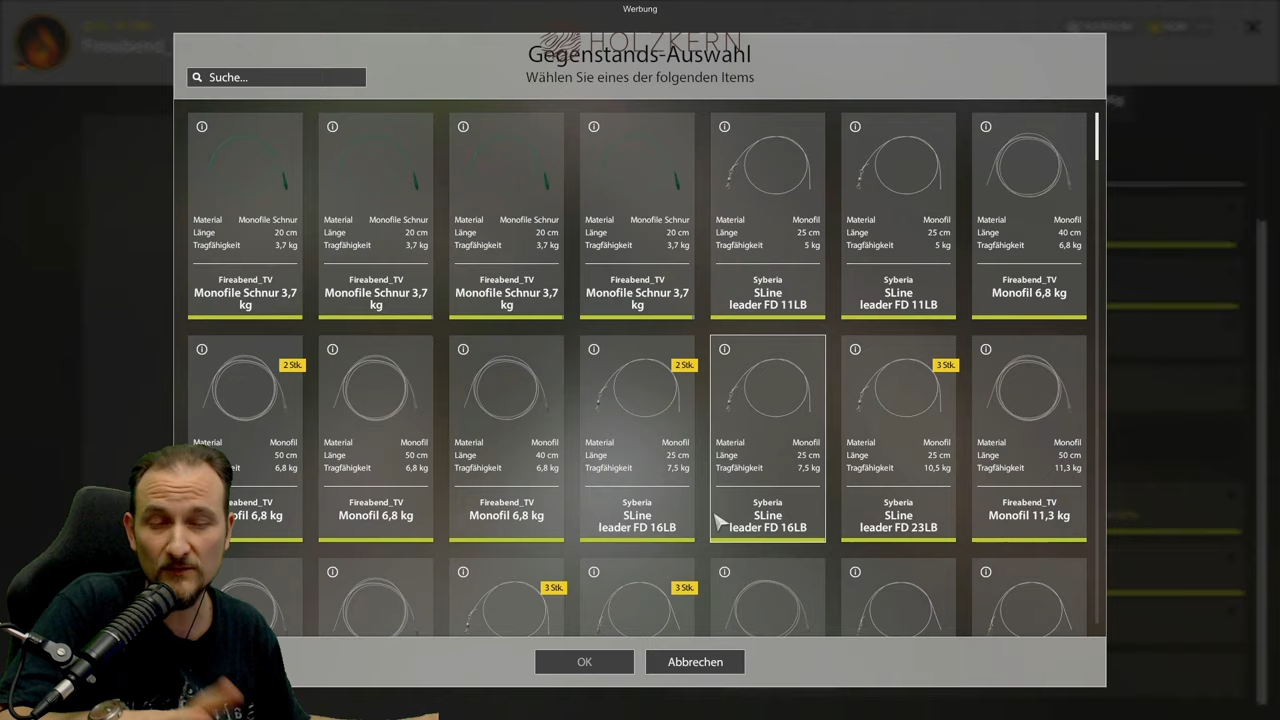 Werbung
HOLZKERN
Gegenstands-Auswahl
Suche...
Wählen Sie eines der folgenden Items
Material Monofile Schnur
Länge 20 cm
Tragfähigkeit 3,7 kg
Fireabend_TV
Monofile Schnur 3,7
kg
Material Monofile Schnur
Länge 20 cm
Tragfähigkeit 3,7 kg
Fireabend_TV
Monofile Schnur 3,7
kg
Material Monofile Schnur
Länge 20 cm
Tragfähigkeit 3,7 kg
Fireabend_TV
Monofile Schnur 3,7
kg
Material Monofile Schnur
Länge 20 cm
Tragfähigkeit 3,7 kg
Fireabend_TV
Monofile Schnur 3,7
kg
Material Monofil
Länge 25 cm
Tragfähigkeit 5 kg
Syberia
SLine
leader FD 11LB
Material Monofil
Länge 25 cm
Tragfähigkeit 5 kg
Syberia
SLine
leader FD 11LB
Material Monofil
Länge 40 cm
Tragfähigkeit 6,8 kg
Fireabend_TV
Monofil 6,8 kg
2 Stk.
Material Monofil
50 cm
6,8 kg
6,8 kg
Material Monofil
Länge 50 cm
Tragfähigkeit 6,8 kg
Fireabend_TV
Monofil 6,8 kg
Material Monofil
Länge 40 cm
Tragfähigkeit 6,8 kg
Fireabend_TV
Monofil 6,8 kg
2 Stk.
Material Monofil
Länge 25 cm
Tragfähigkeit 7,5 kg
Syberia
SLine
leader FD 16LB
Material Monofil
Länge 25 cm
Tragfähigkeit 7,5 kg
Syberia
SLine
leader FD 16LB
3 Stk.
Material Monofil
Länge 25 cm
Tragfähigkeit 10,5 kg
Syberia
SLine
leader FD 23LB
Material Monofil
Länge 50 cm
Tragfähigkeit 11,3 kg
Fireabend_TV
Monofil 11,3 kg
3 Stk.
3 Stk.
OK
Abbrechen